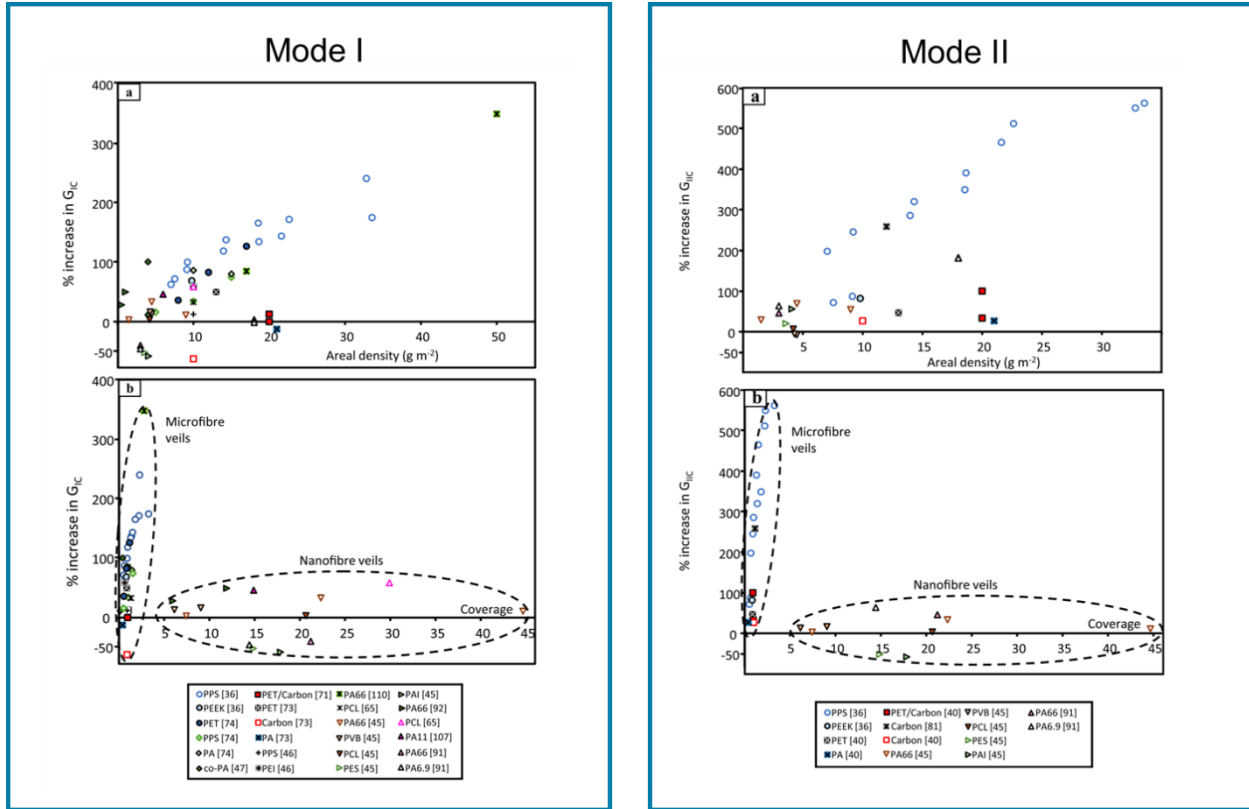 Mode I
400
a
300
200
100
0
-50
10
20
30
40
50
% increase in G_IC
Areal density (g m⁻²)
400
b
300
200
100
0
-50
5
10
15
20
25
30
35
40
45
% increase in G_IC
Microfibre
veils
Nanofibre veils
Coverage
PPS [36] PET/Carbon [71] PA66 [110] PAI [45]
PEEK [36] PET [73] PCL [65] PA66 [92]
PET [74] Carbon [73] PA66 [45] PCL [65]
PPS [74] PA [73] PVB [45] PA11 [107]
PA [74] PPS [46] PCL [45] PA66 [91]
co-PA [47] PEI [46] PES [45] PA6.9 [91]
Mode II
600
a
500
400
300
200
100
0
-50
5
10
15
20
25
30
% increase in G_IIC
Areal density (g m⁻²)
600
b
500
400
300
200
100
0
-50
5
10
15
20
25
30
35
40
45
% increase in G_IIC
Microfibre
veils
Nanofibre veils
Coverage
PPS [36] PET/Carbon [40] PVB [45] PA66 [91]
PEEK [36] Carbon [81] PCL [45] PA6.9 [91]
PET [40] Carbon [40] PES [45]
PA [40] PA66 [45] PAI [45]